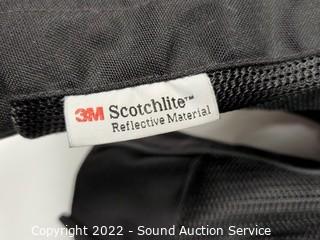 3M Scotchlite™
Reflective Material
Copyright 2022 - Sound Auction Service